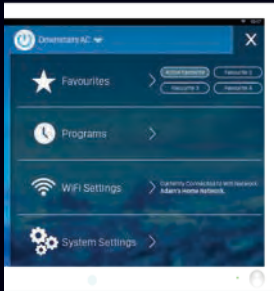 Downstairs AC
X
Favourites
Favourite 2
Favourite 3
Favourite 4
Programs
WiFi Settings
Currently Connected to Wifi Network
Adam's Home Network.
System Settings